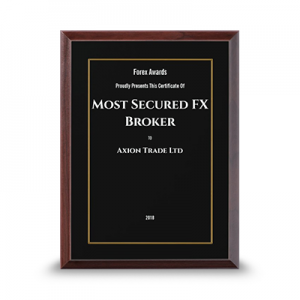 Forex Awards
Proudly Presents This Certificate Of
Most Secured FX
Broker
To
Axion Trade Ltd
2018